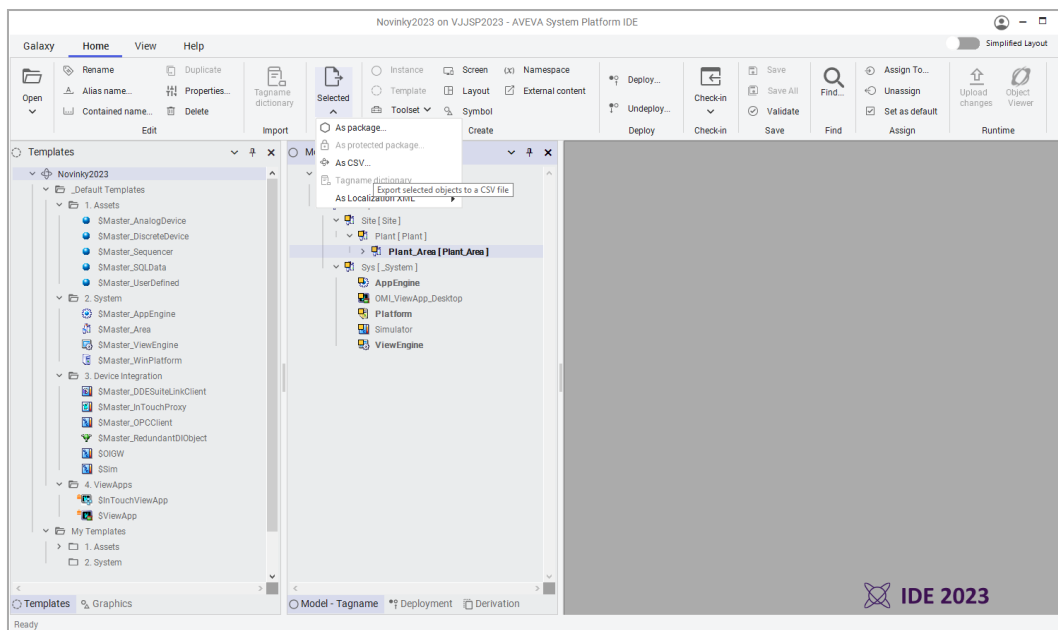 Novinky2023 on VJJSP2023 - AVEVA System Platform IDE
Galaxy Home View Help
Simplified Layout
Open
Rename
Alias name...
Contained name...
Duplicate
Properties...
Delete
Edit
Tagname dictionary
Import
Selected
Instance
Template
Toolset
Screen
Layout
Symbol
(x) Namespace
External content
Create
Deploy...
Undeploy...
Deploy
Check-in
Check-in
Save
Save All
Validate
Save
Find...
Find
Assign To...
Unassign
Set as default
Assign
Upload changes
Object Viewer
Runtime
As package...
As protected package...
As CSV...
Tagname dictionary
Export selected objects to a CSV file
As Localization XML
Templates
Novinky2023
_Default Templates
1. Assets
$Master_AnalogDevice
$Master_DiscreteDevice
$Master_Sequencer
$Master_SQLData
$Master_UserDefined
2. System
$Master_AppEngine
$Master_Area
$Master_ViewEngine
$Master_WinPlatform
3. Device Integration
$Master_DDESuiteLinkClient
$Master_InTouchProxy
$Master_OPCClient
$Master_RedundantDIObject
$OIGW
$Sim
4. ViewApps
$InTouchViewApp
$ViewApp
My Templates
1. Assets
2. System
Templates Graphics
Site [ Site ]
Plant [ Plant ]
Plant_Area [ Plant_Area ]
Sys [ _System ]
AppEngine
OMI_ViewApp_Desktop
Platform
Simulator
ViewEngine
Model - Tagname Deployment Derivation
IDE 2023
Ready